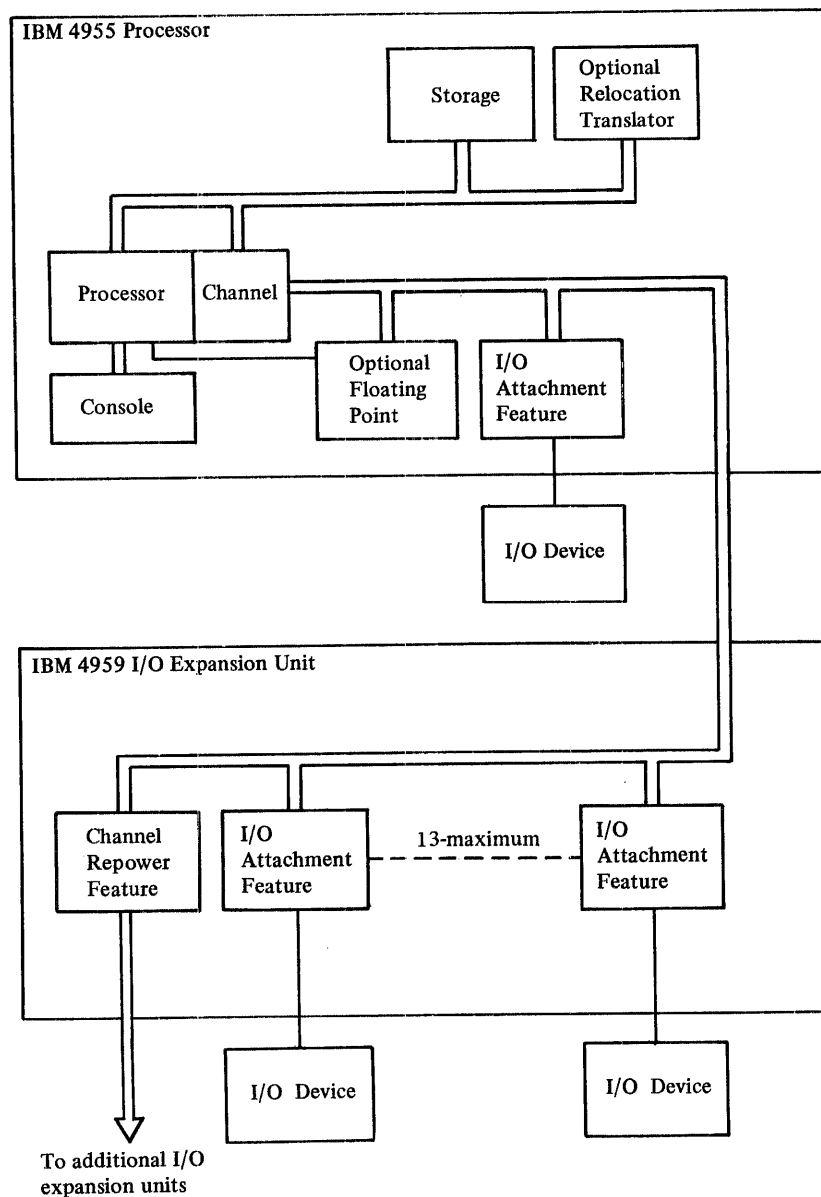 IBM 4955 Processor
Storage
Optional
Relocation
Translator
Processor
Channel
Console
Optional
Floating
Point
I/O
Attachment
Feature
I/O Device
IBM 4959 I/O Expansion Unit
Channel
Repower
Feature
I/O
Attachment
Feature
13-maximum
I/O
Attachment
Feature
I/O Device
I/O Device
To additional I/O
expansion units